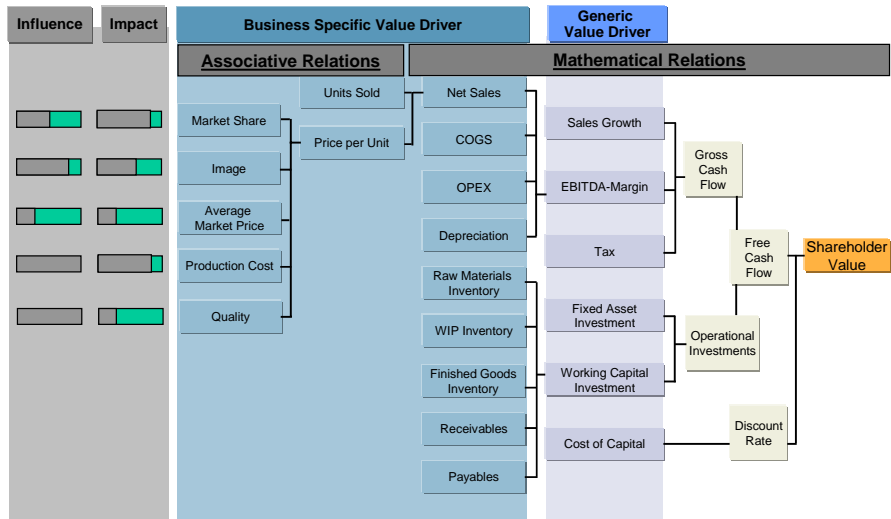 Influence
Impact
Business Specific Value Driver
Generic
Value Driver
Associative Relations
Mathematical Relations
Units Sold
Net Sales
Market Share
Sales Growth
Price per Unit
COGS
Gross
Cash
Flow
Image
OPEX
EBITDA-Margin
Average
Market Price
Depreciation
Tax
Free
Cash
Flow
Shareholder
Value
Production Cost
Raw Materials
Inventory
Quality
WIP Inventory
Fixed Asset
Investment
Operational
Investments
Finished Goods
Inventory
Working Capital
Investment
Receivables
Cost of Capital
Discount
Rate
Payables